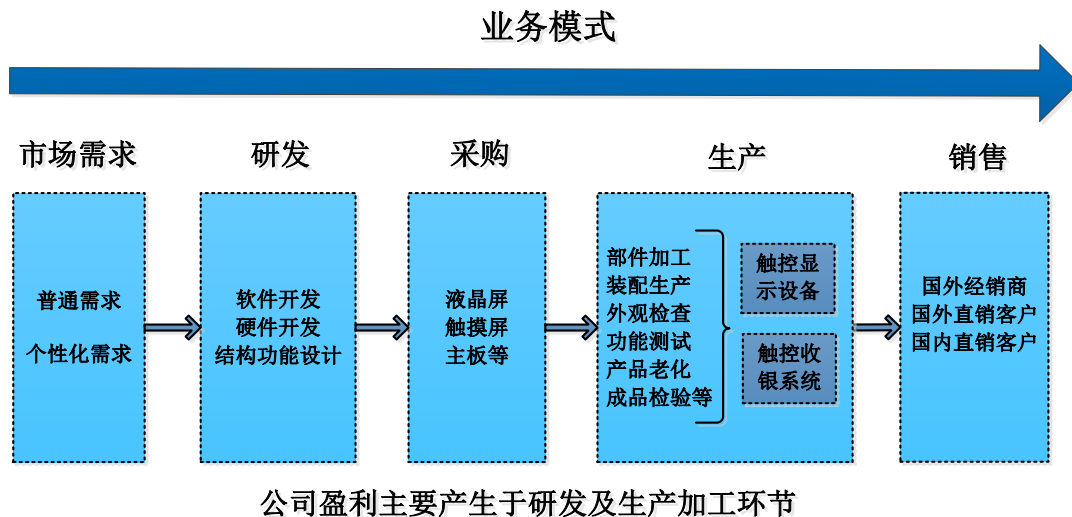 业务模式
市场需求
研发
采购
生产
销售
普通需求
个性化需求
软件开发
硬件开发
结构功能设计
液晶屏
触摸屏
主板等
部件加工
装配生产
外观检查
功能测试
产品老化
成品检验等
触控显
示设备
触控收
银系统
国外经销商
国外直销客户
国内直销客户
公司盈利主要产生于研发及生产加工环节